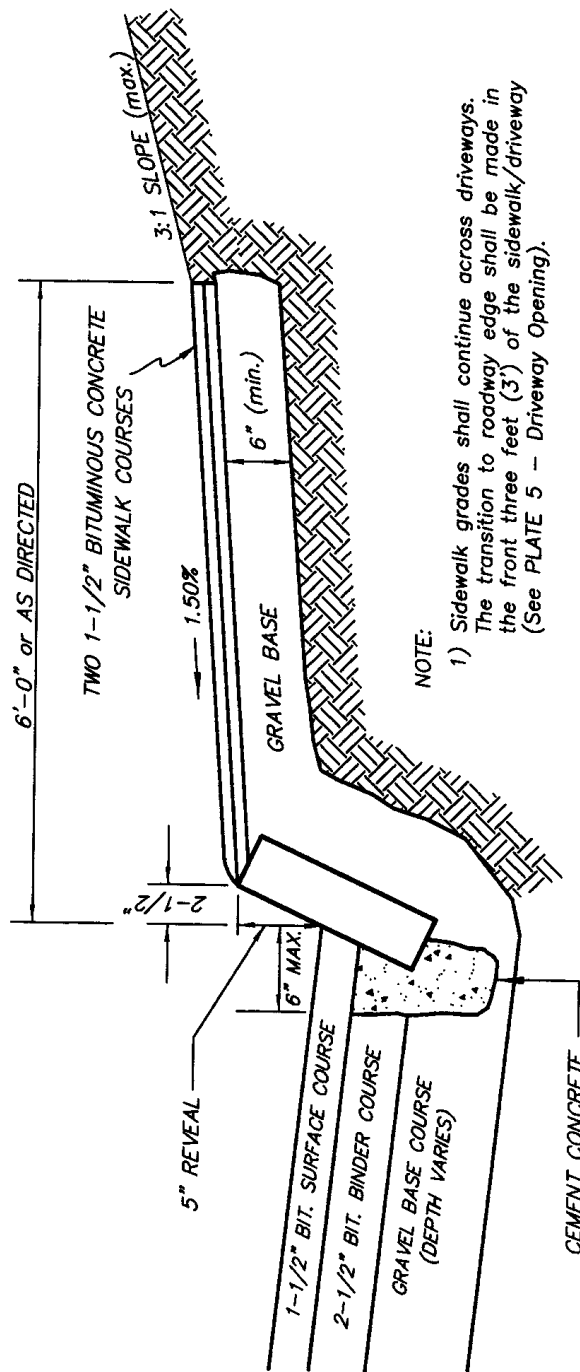 6'-0" or AS DIRECTED
TWO 1-1/2" BITUMINOUS CONCRETE
SIDEWALK COURSES
3:1 SLOPE (max.)
1.50%
6" (min.)
GRAVEL BASE
2-1/2"
5" REVEAL
6" MAX.
1-1/2" BIT. SURFACE COURSE
2-1/2" BIT. BINDER COURSE
GRAVEL BASE COURSE
(DEPTH VARIES)
CEMENT CONCRETE
NOTE:
1) Sidewalk grades shall continue across driveways.
The transition to roadway edge shall be made in
the front three feet (3') of the sidewalk/driveway
(See PLATE 5 – Driveway Opening).